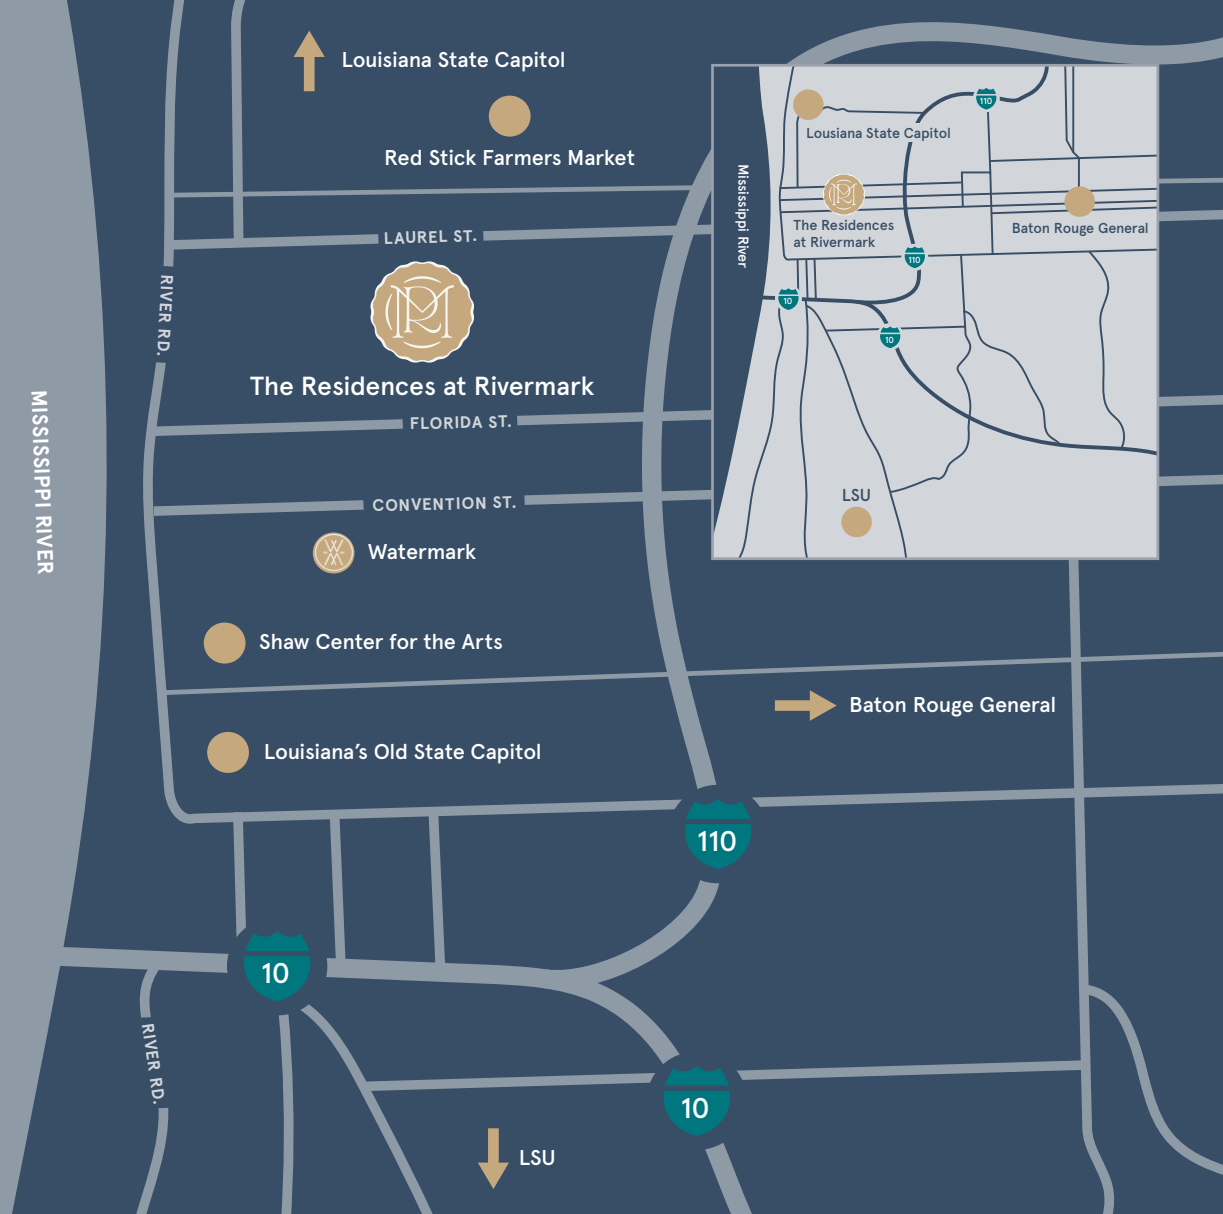 Louisiana State Capitol
Red Stick Farmers Market
LAUREL ST.
RIVER RD.
The Residences at Rivermark
FLORIDA ST.
MISSISSIPPI RIVER
CONVENTION ST.
Watermark
Shaw Center for the Arts
Baton Rouge General
Louisiana’s Old State Capitol
110
10
RIVER RD.
10
LSU
110
Lousiana State Capitol
Mississippi River
RM
The Residences
at Rivermark
Baton Rouge General
110
10
10
LSU
RM